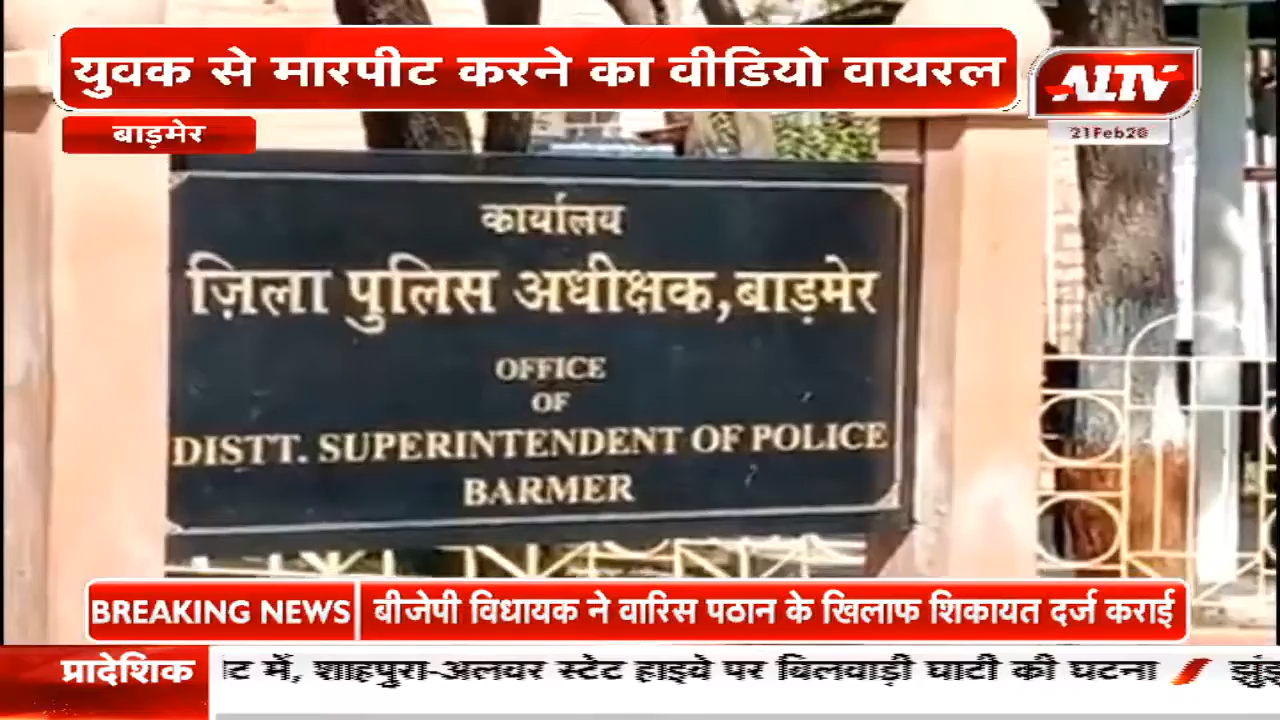 युवक से मारपीट करने का वीडियो वायरल
ALTV
21Feb20
बाड़मेर
कार्यालय
ज़िला पुलिस अधीक्षक, बाड़मेर
OFFICE
OF
DISTT. SUPERINTENDENT OF POLICE
BARMER
BREAKING NEWS
बीजेपी विधायक ने वारिस पठान के खिलाफ शिकायत दर्ज कराई
प्रादेशिक
में, शाहपुरा-अलवर स्टेट हाइवे पर बिलवाड़ी घाटी की घटना